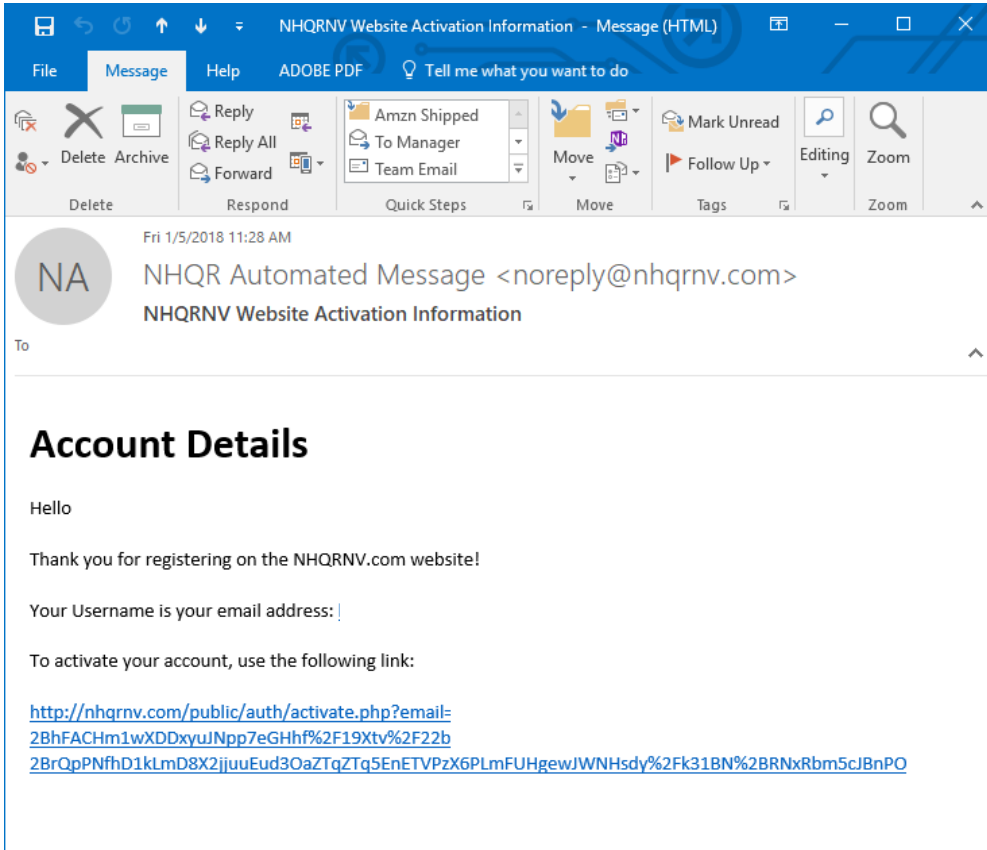 NHQRNV Website Activation Information - Message (HTML)
File Message Help ADOBE PDF Tell me what you want to do
Delete Archive
Reply
Reply All
Forward
Amzn Shipped
To Manager
Team Email
Move
Mark Unread
Follow Up
Editing
Zoom
Delete Respond Quick Steps Move Tags Zoom
NA
Fri 1/5/2018 11:28 AM
NHQR Automated Message <noreply@nhqrnv.com>
NHQRNV Website Activation Information
To
Account Details
Hello
Thank you for registering on the NHQRNV.com website!
Your Username is your email address:
To activate your account, use the following link:
http://nhqrnv.com/public/auth/activate.php?email=
2BhFACHm1wXDDxyuJNpp7eGHhf%2F19Xtv%2F22b
2BrQpPNfhD1kLmD8X2jjuuEud3OaZTqZTq5EnETVPzX6PLmFUHgewJWNHsdy%2Fk31BN%2BRNxRbm5cJBnPO